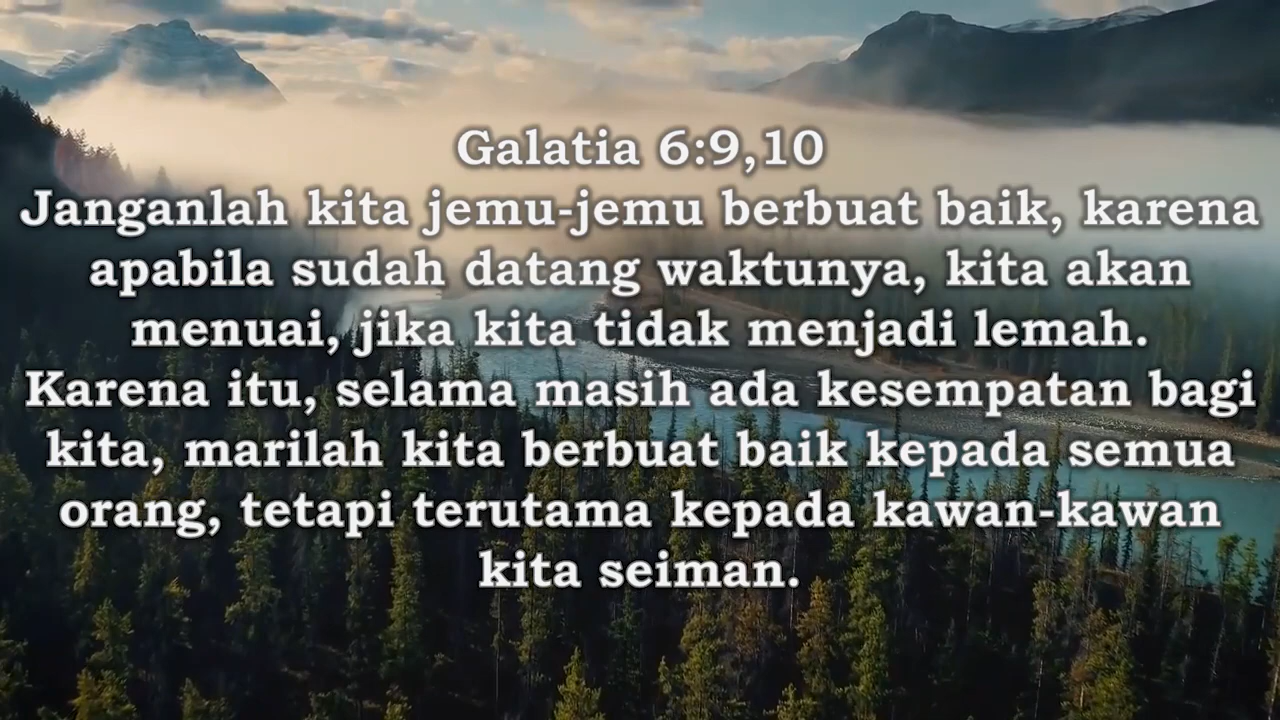 Galatia 6:9,10
Janganlah kita jemu-jemu berbuat baik, karena
apabila sudah datang waktunya, kita akan
menuai, jika kita tidak menjadi lemah.
Karena itu, selama masih ada kesempatan bagi
kita, marilah kita berbuat baik kepada semua
orang, tetapi terutama kepada kawan-kawan
kita seiman.